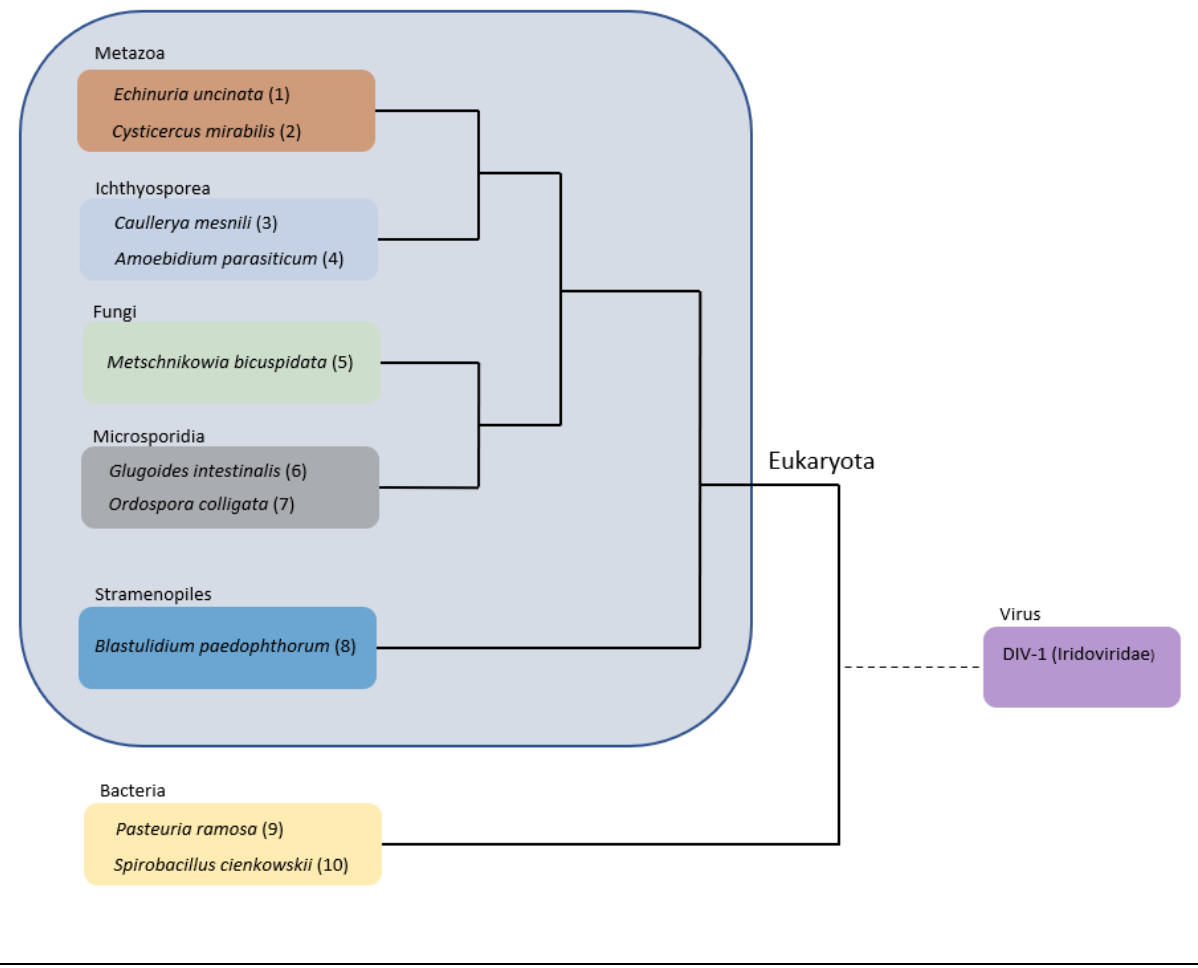 Metazoa
Echinuria uncinata (1)
Cysticercus mirabilis (2)
Ichthyosporea
Caullerya mesnili (3)
Amoebidium parasiticum (4)
Fungi
Metschnikowia bicuspidata (5)
Microsporidia
Glugoides intestinalis (6)
Ordospora colligata (7)
Eukaryota
Stramenopiles
Blastulidium paedophthorum (8)
Virus
DIV-1 (Iridoviridae)
Bacteria
Pasteuria ramosa (9)
Spirobacillus cienkowskii (10)